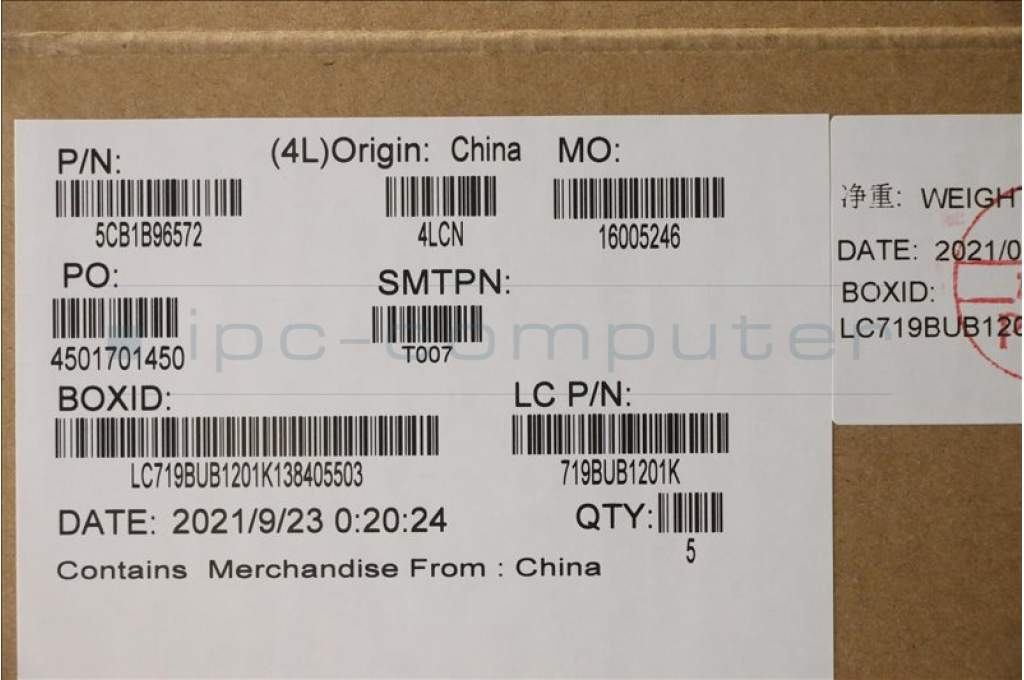 P/N: (4L)Origin: China MO:
5CB1B96572 4LCN 16005246
PO: SMTPN:
4501701450 T007
BOXID: LC P/N:
LC719BUB1201K138405503 719BUB1201K
DATE: 2021/9/23 0:20:24 QTY:
5
Contains Merchandise From : China
净重: WEIGH
DATE: 2021/0
BOXID:
LC719BUB120
ipc-computer